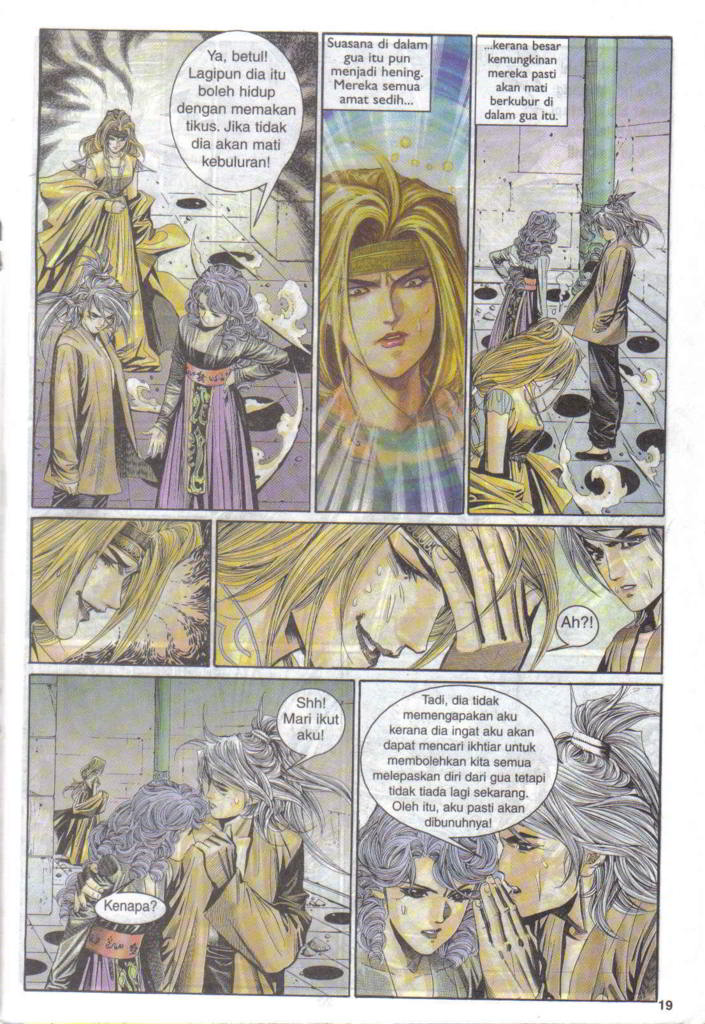 Ya, betul!
Lagipun dia itu
boleh hidup
dengan memakan
tikus. Jika tidak
dia akan mati
kebuluran!
Suasana di dalam
gua itu pun
menjadi hening.
Mereka semua
amat sedih...
...kerana besar
kemungkinan
mereka pasti
akan mati
berkubur di
dalam gua itu.
Ah?!
Shh!
Mari ikut
aku!
Kenapa?
Tadi, dia tidak
memengapakan aku
kerana dia ingat aku akan
dapat mencari ikhtiar untuk
membolehkan kita semua
melepaskan diri dari gua tetapi
tidak tiada lagi sekarang.
Oleh itu, aku pasti akan
dibunuhnya!
19